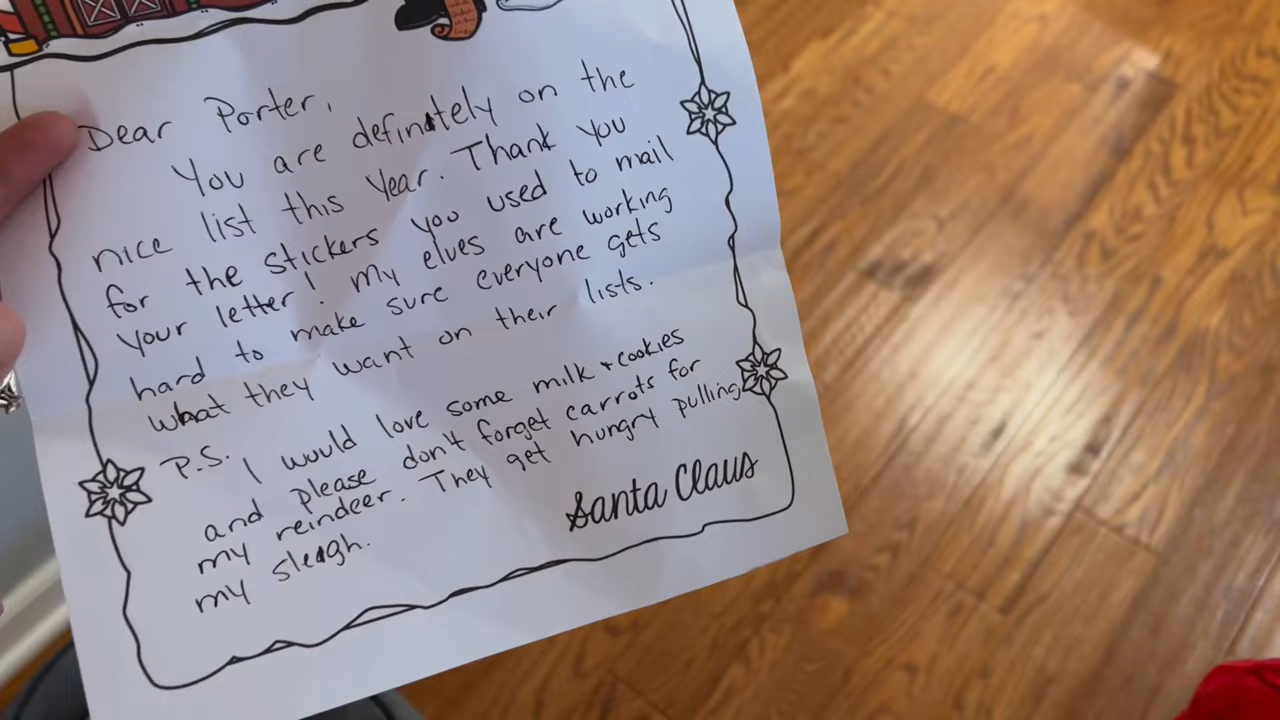 Dear Porter,
You are definitely on the
nice list this year. Thank you
for the stickers you used to mail
your letter! My elves are working
hard to make sure everyone gets
what they want on their lists.
P.S. I would love some milk + cookies
and please don't forget carrots for
my reindeer. They get hungry pulling
my sleigh.
Santa Claus